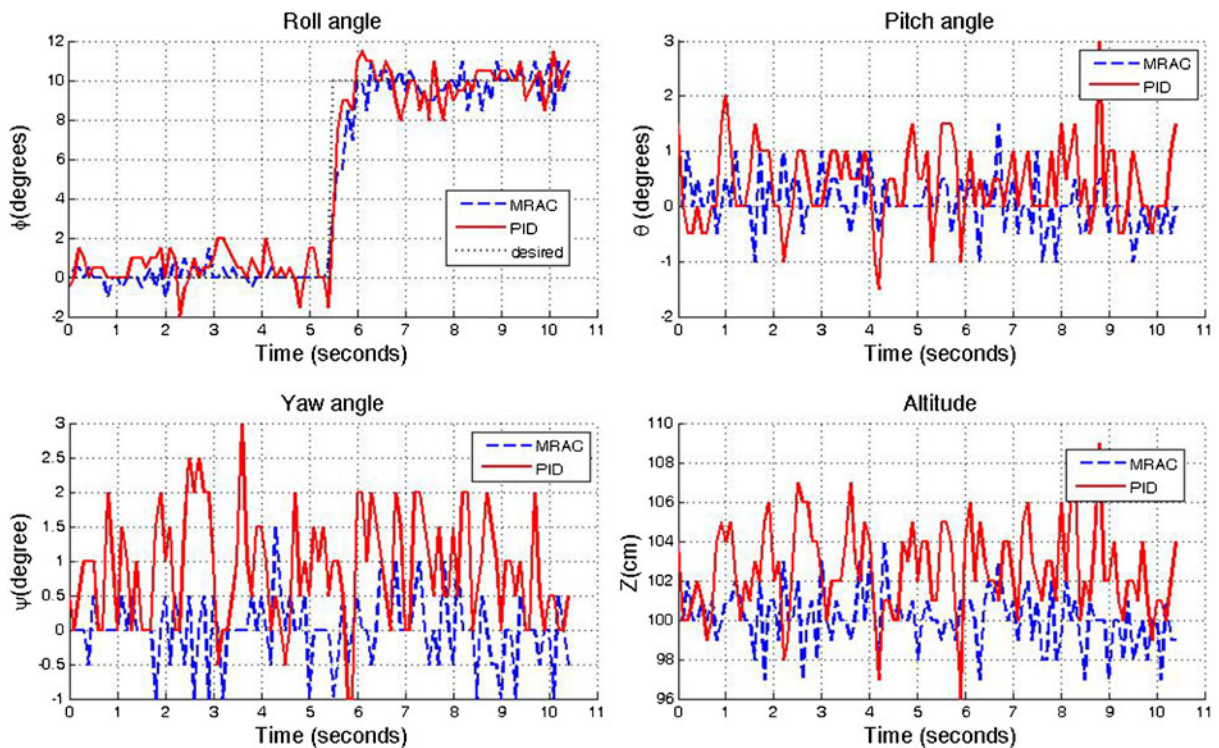 Roll angle
12
10
8
6
4
2
0
-2
ϕ(degrees)
MRAC
PID
desired
0 1 2 3 4 5 6 7 8 9 10 11
Time (seconds)
Pitch angle
3
2
1
0
-1
-2
θ (degrees)
MRAC
PID
0 1 2 3 4 5 6 7 8 9 10 11
Time (seconds)
Yaw angle
3
2.5
2
1.5
1
0.5
0
-0.5
-1
ψ(degree)
MRAC
PID
0 1 2 3 4 5 6 7 8 9 10 11
Time (seconds)
Altitude
110
108
106
104
102
100
98
96
Z(cm)
MRAC
PID
0 1 2 3 4 5 6 7 8 9 10 11
Time (seconds)